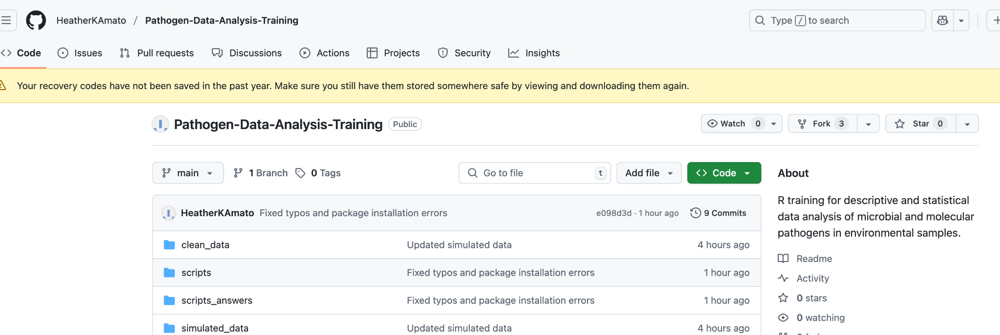 HeatherKAmato / Pathogen-Data-Analysis-Training
Type / to search
Code Issues Pull requests Discussions Actions Projects Security Insights
Your recovery codes have not been saved in the past year. Make sure you still have them stored somewhere safe by viewing and downloading them again.
Pathogen-Data-Analysis-Training Public
Watch 0 Fork 3 Star 0
main 1 Branch 0 Tags Go to file t Add file Code
HeatherKAmato Fixed typos and package installation errors e098d3d · 1 hour ago 9 Commits
clean_data Updated simulated data 4 hours ago
scripts Fixed typos and package installation errors 1 hour ago
scripts_answers Fixed typos and package installation errors 1 hour ago
simulated_data Updated simulated data 4 hours ago
About
R training for descriptive and statistical
data analysis of microbial and molecular
pathogens in environmental samples.
Readme
Activity
0 stars
0 watching